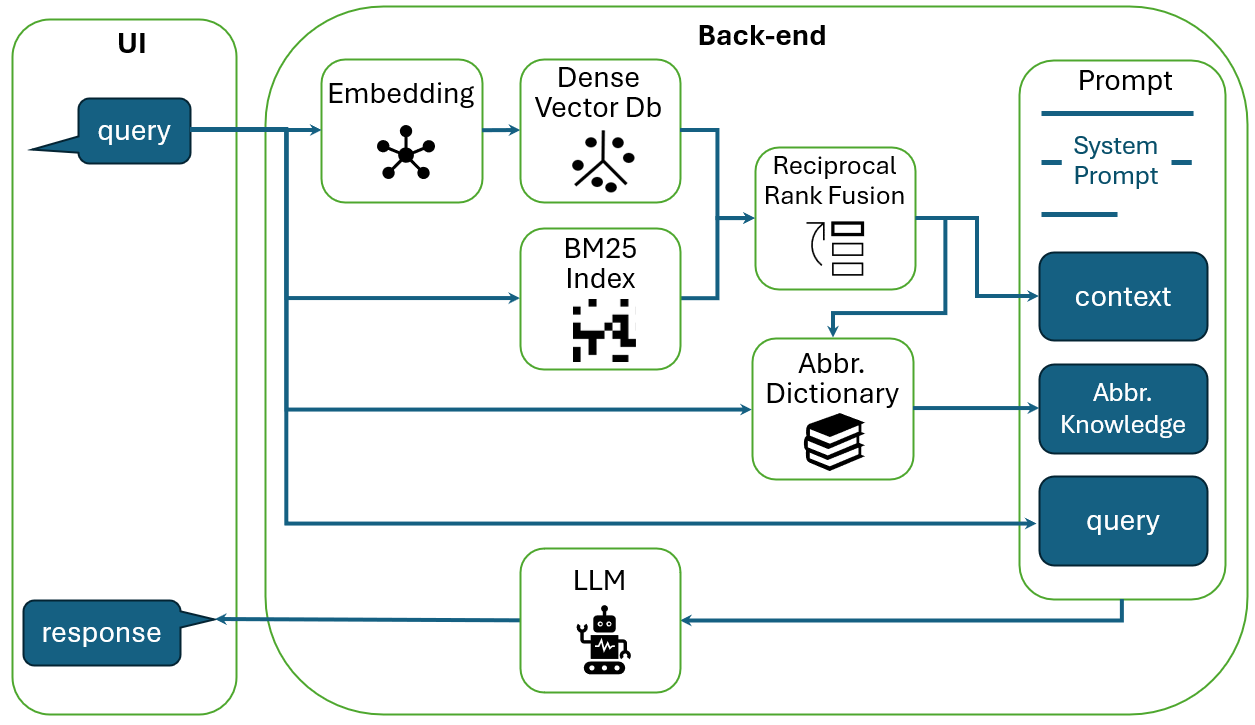 UI
Back-end
query
Embedding
Dense
Vector Db
BM25
Index
Reciprocal
Rank Fusion
Abbr.
Dictionary
Prompt
System
Prompt
context
Abbr.
Knowledge
query
LLM
response